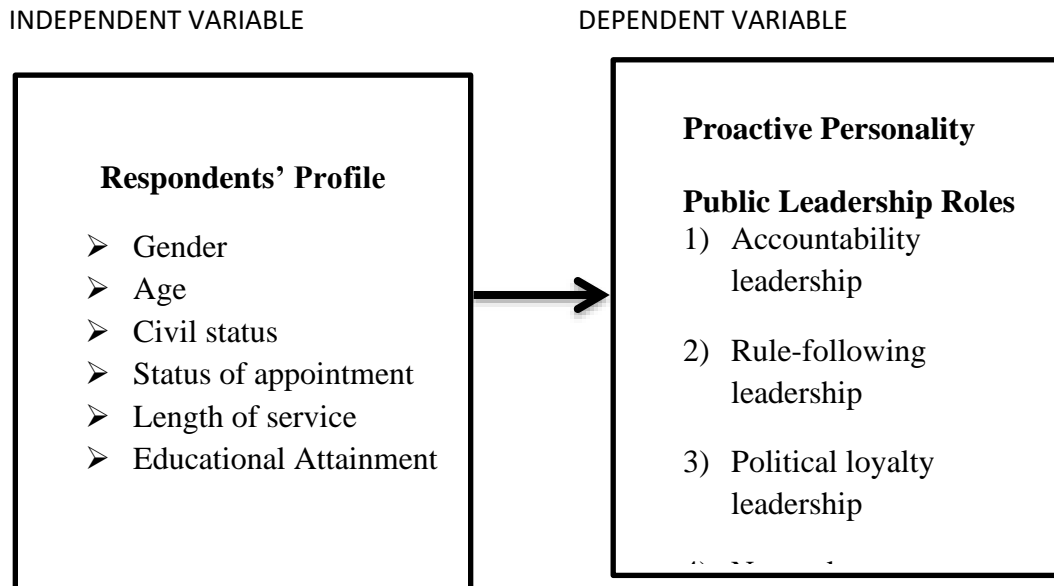 INDEPENDENT VARIABLE
DEPENDENT VARIABLE
Respondents’ Profile
➢ Gender
➢ Age
➢ Civil status
➢ Status of appointment
➢ Length of service
➢ Educational Attainment
Proactive Personality
Public Leadership Roles
1) Accountability
leadership
2) Rule-following
leadership
3) Political loyalty
leadership